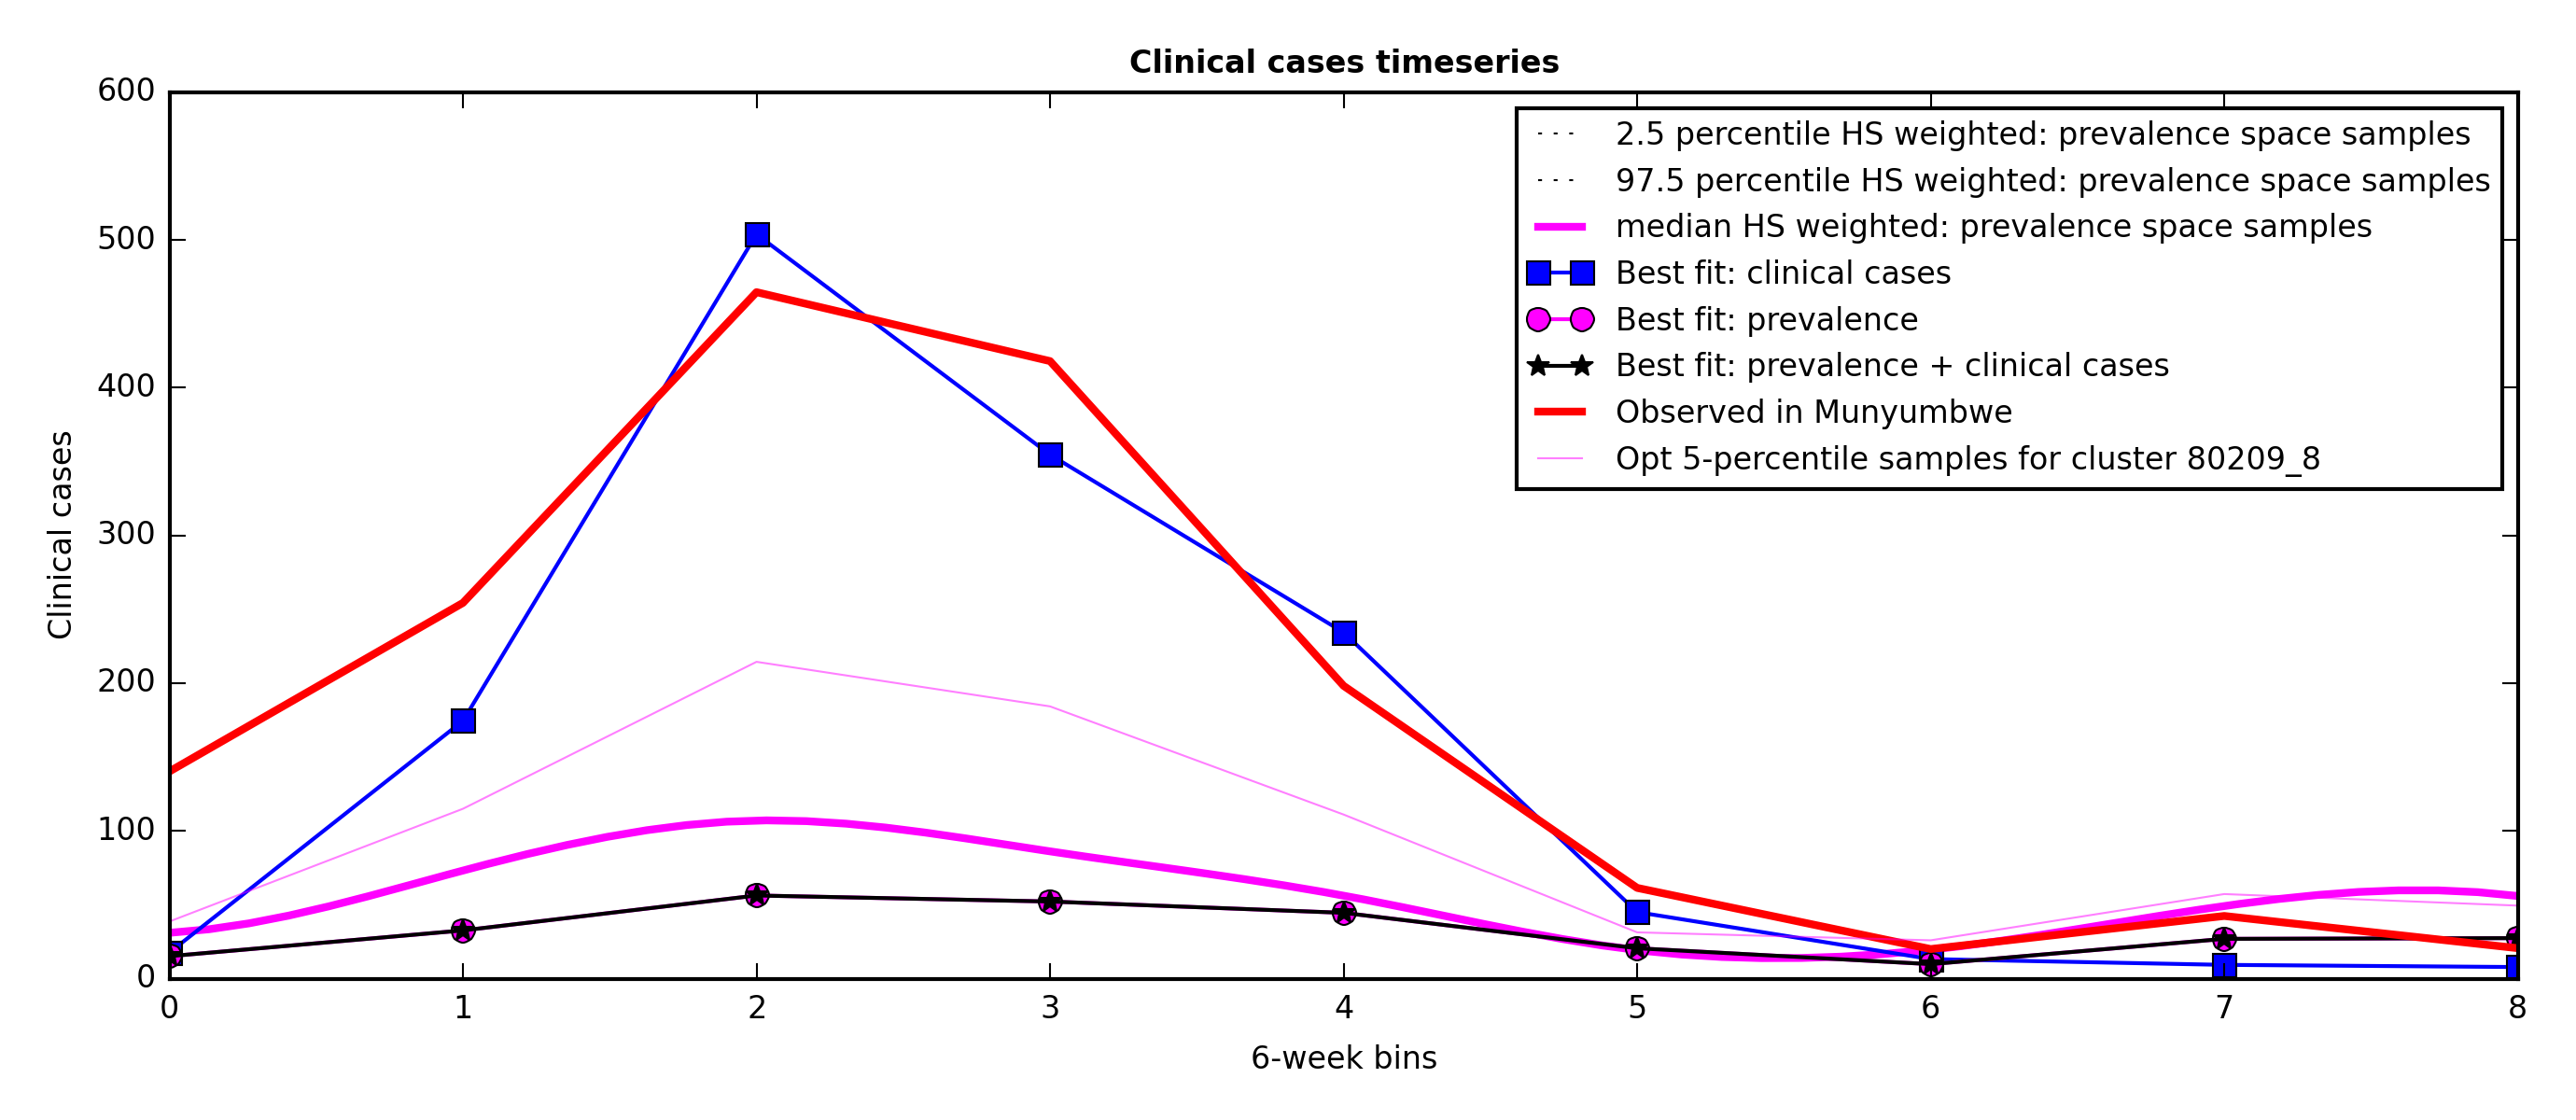 Clinical cases timeseries
600
500
400
300
200
100
0
Clinical cases
2.5 percentile HS weighted: prevalence space samples
97.5 percentile HS weighted: prevalence space samples
median HS weighted: prevalence space samples
Best fit: clinical cases
Best fit: prevalence
Best fit: prevalence + clinical cases
Observed in Munyumbwe
Opt 5-percentile samples for cluster 80209_8
0 1 2 3 4 5 6 7 8
6-week bins